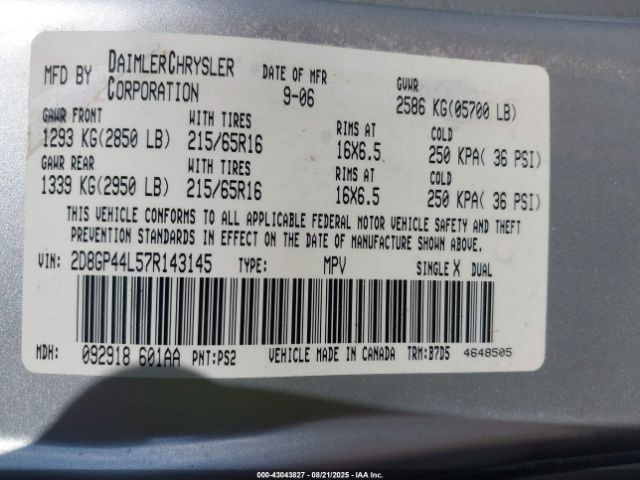 MFD BY DAIMLERCHRYSLER CORPORATION DATE OF MFR 9-06 GVWR 2586 KG(05700 LB)
GAWR FRONT WITH TIRES RIMS AT COLD
1293 KG(2850 LB) 215/65R16 16X6.5 250 KPA( 36 PSI)
GAWR REAR WITH TIRES RIMS AT COLD
1339 KG(2950 LB) 215/65R16 16X6.5 250 KPA( 36 PSI)
THIS VEHICLE CONFORMS TO ALL APPLICABLE FEDERAL MOTOR VEHICLE SAFETY AND THEFT
PREVENTION STANDARDS IN EFFECT ON THE DATE OF MANUFACTURE SHOWN ABOVE.
VIN: 2D8GP44L57R143145 TYPE: MPV SINGLE X DUAL
MDH: 092918 601AA PNT:PS2 VEHICLE MADE IN CANADA TRM:B7D5 4648505
000-43043827 - 08/21/2025 - IAA Inc.